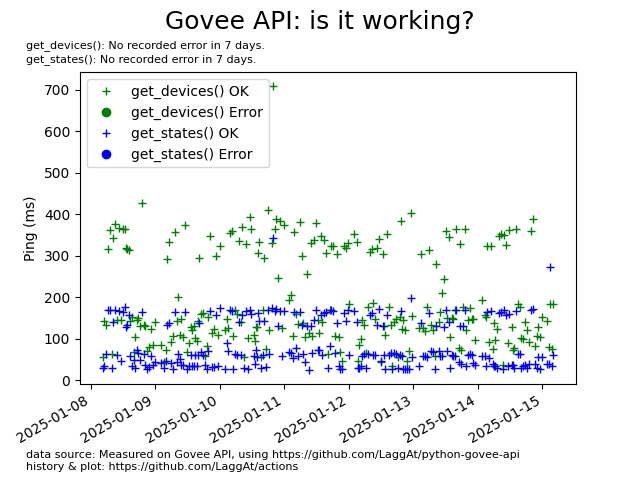 Govee API: is it working?
get_devices(): No recorded error in 7 days.
get_states(): No recorded error in 7 days.
700
600
500
400
300
200
100
0
Ping (ms)
get_devices() OK
get_devices() Error
get_states() OK
get_states() Error
2025-01-08
2025-01-09
2025-01-10
2025-01-11
2025-01-12
2025-01-13
2025-01-14
2025-01-15
data source: Measured on Govee API, using https://github.com/LaggAt/python-govee-api
history & plot: https://github.com/LaggAt/actions